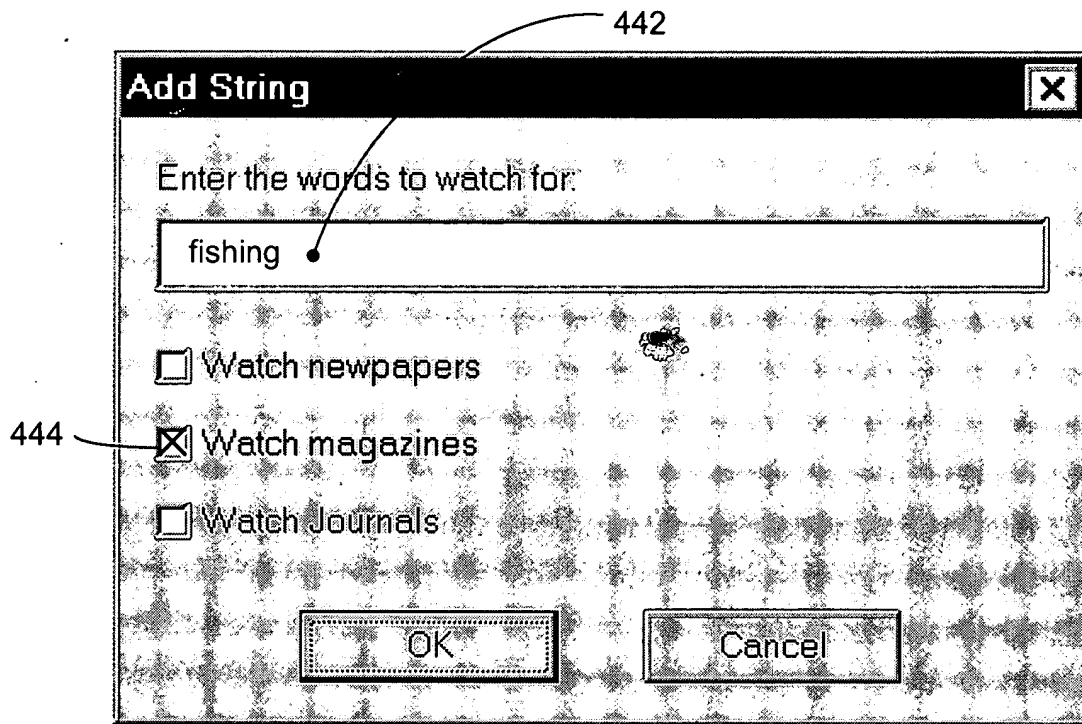 442
Add String
Enter the words to watch for:
fishing
Watch newpapers
444
Watch magazines
Watch Journals
OK Cancel